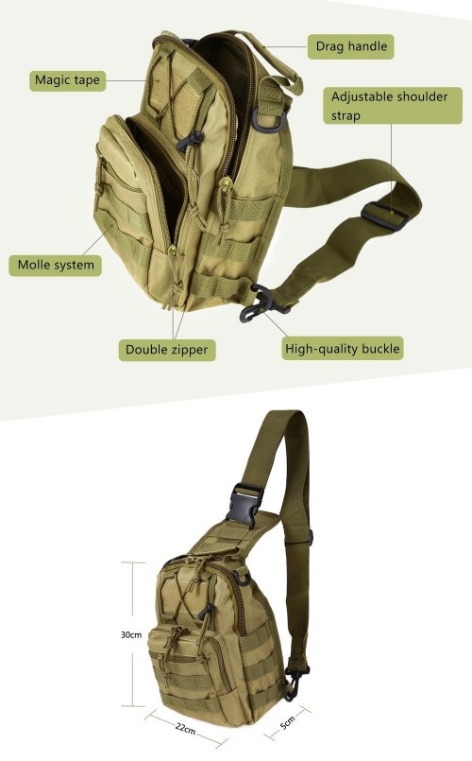 Drag handle
Magic tape
Adjustable shoulder
strap
Molle system
Double zipper
High-quality buckle
30cm
22cm
5cm